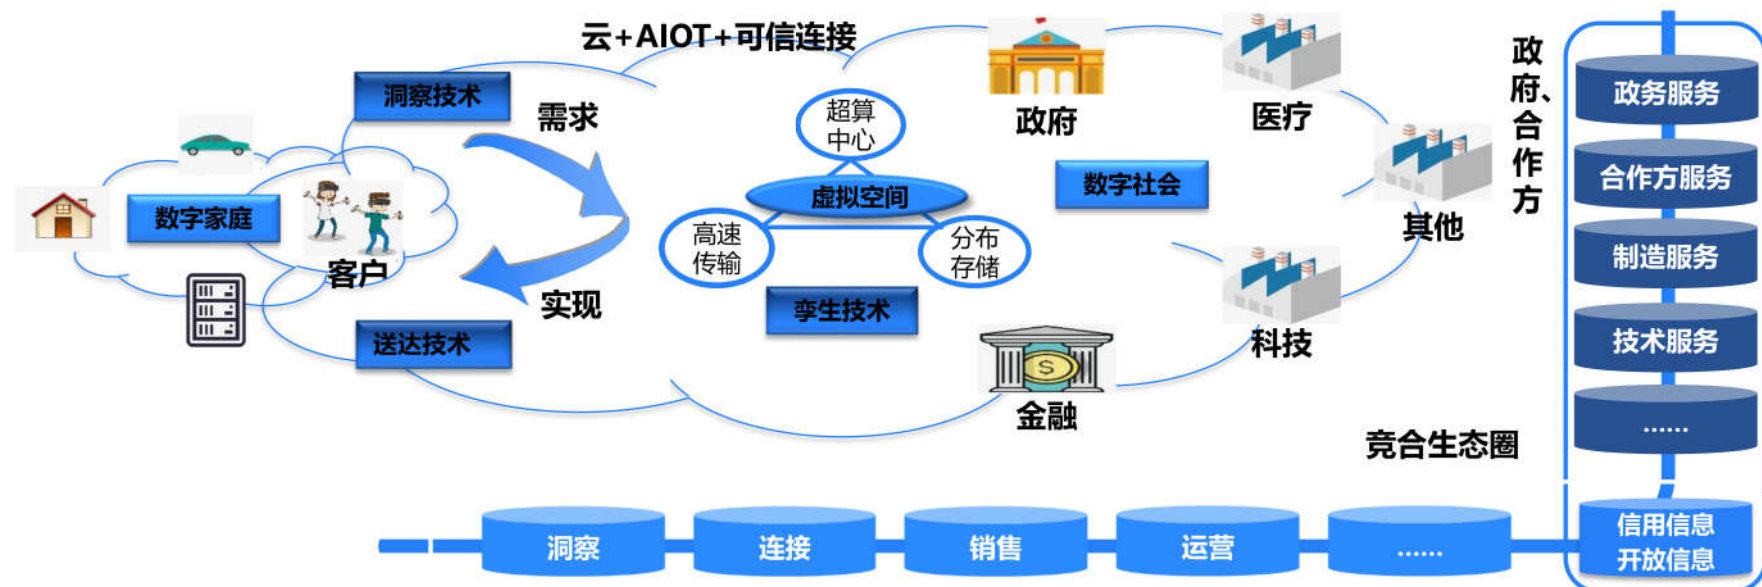 云+AIOT+可信连接
洞察技术
需求
数字家庭
客户
实现
送达技术
超算
中心
虚拟空间
高速
传输
分布
存储
孪生技术
政府
医疗
数字社会
其他
科技
金融
竞合生态圈
政
府、
合
作
方
政务服务
合作方服务
制造服务
技术服务
......
洞察
连接
销售
运营
......
信用信息
开放信息